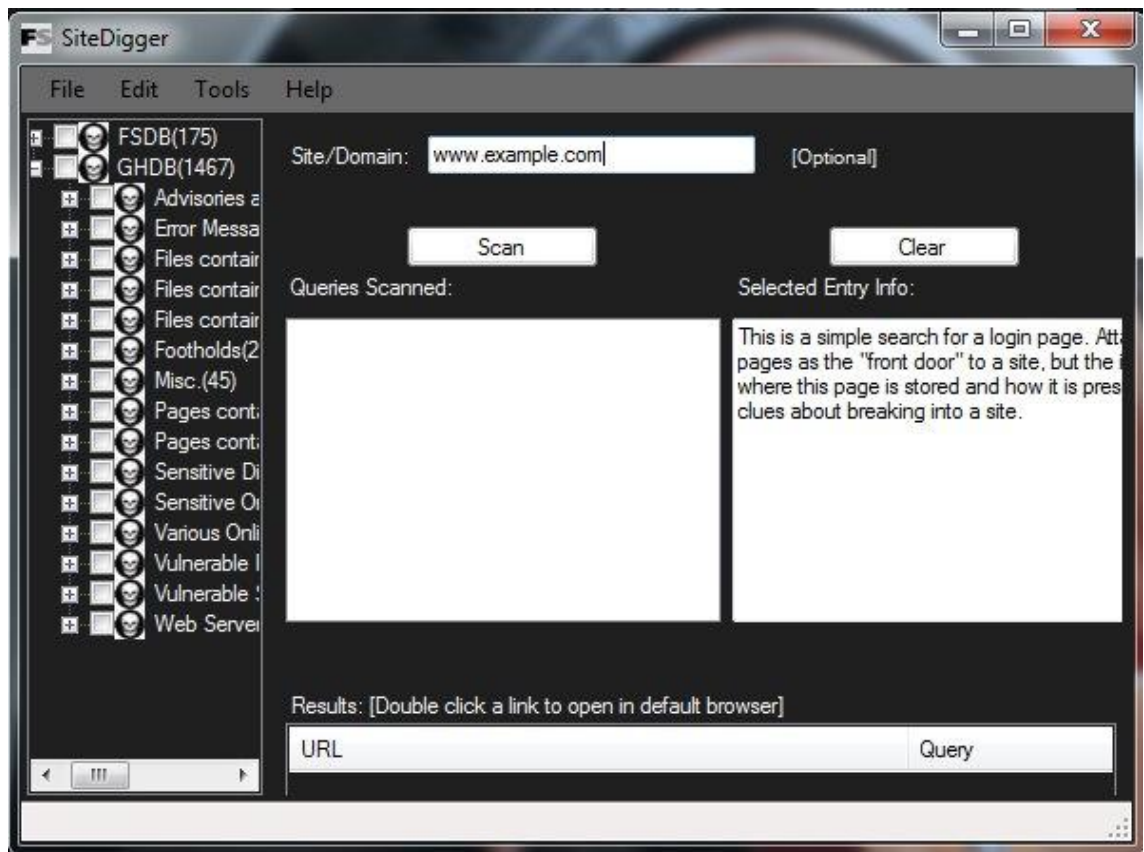 FS SiteDigger
File Edit Tools Help
FSDB(175)
GHDB(1467)
Advisories a
Error Messa
Files contair
Files contair
Files contair
Footholds(2
Misc.(45)
Pages cont
Pages cont
Sensitive Di
Sensitive O
Various Onli
Vulnerable
Vulnerable
Web Server
Site/Domain: www.example.com [Optional]
Scan Clear
Queries Scanned:
Selected Entry Info:
This is a simple search for a login page. Att
pages as the "front door" to a site, but the i
where this page is stored and how it is pres
clues about breaking into a site.
Results: [Double click a link to open in default browser]
URL Query